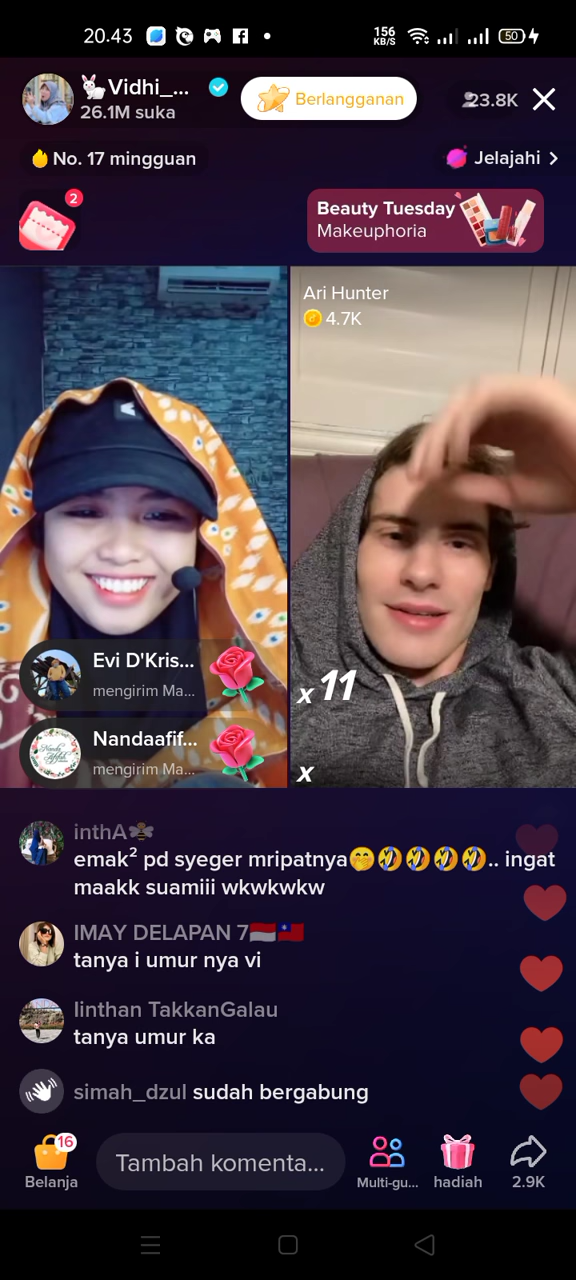 20.43
156
KB/S
50
🐇Vidhi_...
26.1M suka
Berlangganan
23.8K
No. 17 mingguan
Jelajahi
2
Beauty Tuesday
Makeuphoria
Ari Hunter
4.7K
Evi D'Kris...
mengirim Ma...
x 11
Nandaafif...
mengirim Ma...
x
inthA🐝
emak² pd syeger mripatnya🤭🤣🤣🤣🤣.. ingat
maakk suamiii wkwkwkw
IMAY DELAPAN 7🇮🇩🇹🇼
tanya i umur nya vi
linthan TakkanGalau
tanya umur ka
simah_dzul sudah bergabung
16
Belanja
Tambah komenta...
Multi-gu...
hadiah
2.9K